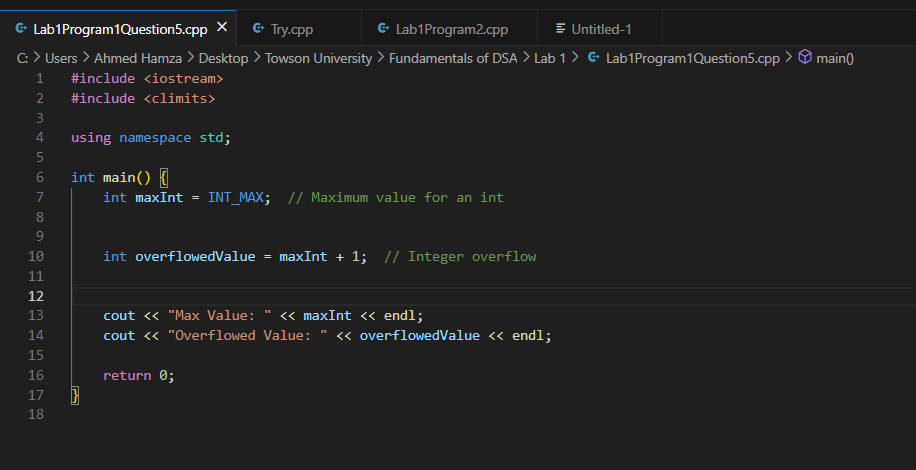 Lab1Program1Question5.cpp Try.cpp Lab1Program2.cpp Untitled-1
C: > Users > Ahmed Hamza > Desktop > Towson University > Fundamentals of DSA > Lab 1 > Lab1Program1Question5.cpp > main()
1 #include <iostream>
2 #include <climits>
3
4 using namespace std;
5
6 int main() {
7 int maxInt = INT_MAX; // Maximum value for an int
8
9
10 int overflowedValue = maxInt + 1; // Integer overflow
11
12
13 cout << "Max Value: " << maxInt << endl;
14 cout << "Overflowed Value: " << overflowedValue << endl;
15
16 return 0;
17 }
18